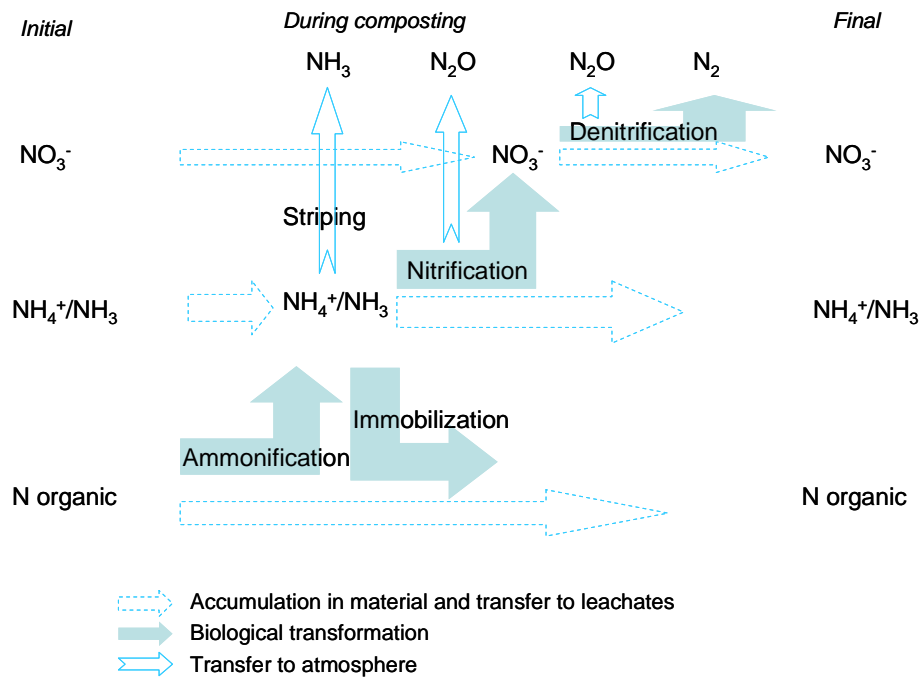 Initial During composting Final
NH₃ N₂O N₂O N₂
Denitrification
NO₃⁻ NO₃⁻ NO₃⁻
Striping
Nitrification
NH₄⁺/NH₃ NH₄⁺/NH₃ NH₄⁺/NH₃
Immobilization
Ammonification
N organic N organic
Accumulation in material and transfer to leachates
Biological transformation
Transfer to atmosphere